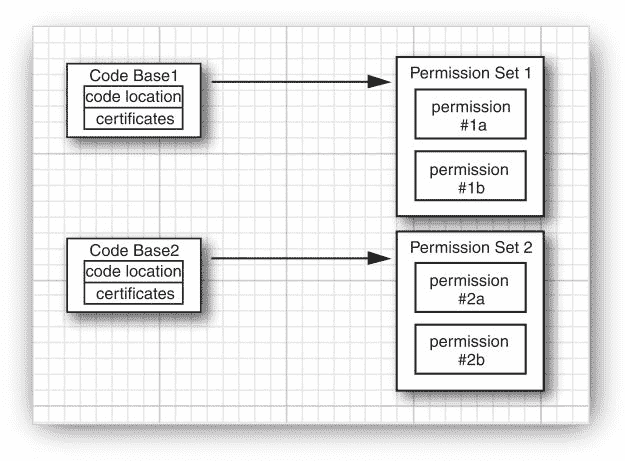 Code Base1
code location
certificates
Permission Set 1
permission
#1a
permission
#1b
Code Base2
code location
certificates
Permission Set 2
permission
#2a
permission
#2b